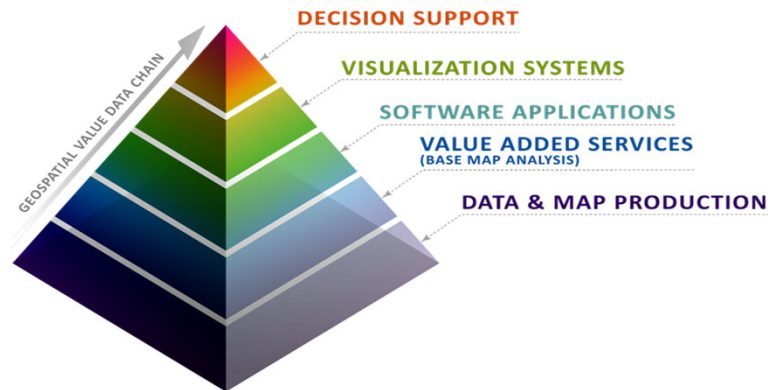 DECISION SUPPORT
VISUALIZATION SYSTEMS
SOFTWARE APPLICATIONS
VALUE ADDED SERVICES
(BASE MAP ANALYSIS)
DATA & MAP PRODUCTION
GEOSPATIAL VALUE DATA CHAIN